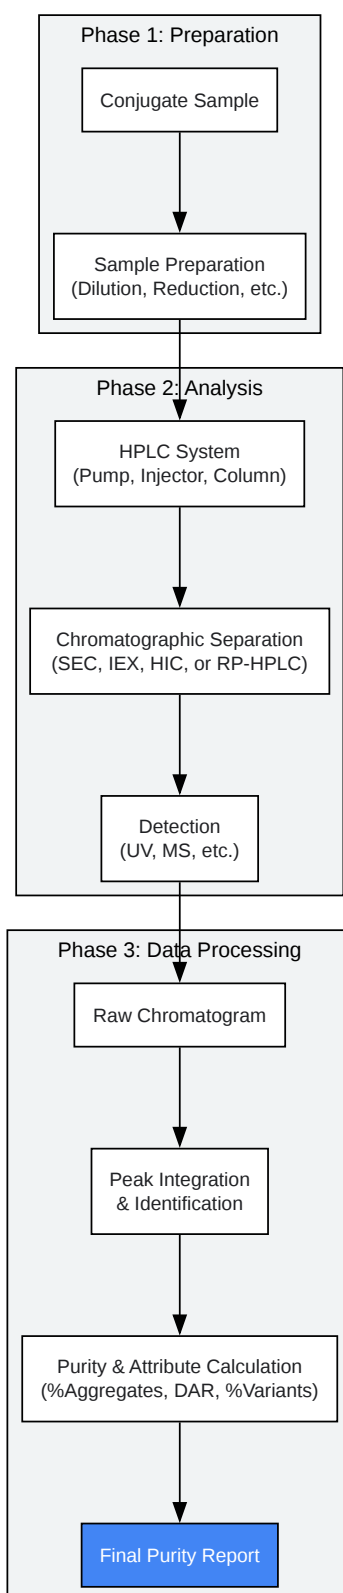 Phase 1: Preparation
Conjugate Sample
Sample Preparation
(Dilution, Reduction, etc.)
Phase 2: Analysis
HPLC System
(Pump, Injector, Column)
Chromatographic Separation
(SEC, IEX, HIC, or RP-HPLC)
Detection
(UV, MS, etc.)
Phase 3: Data Processing
Raw Chromatogram
Peak Integration
& Identification
Purity & Attribute Calculation
(%Aggregates, DAR, %Variants)
Final Purity Report